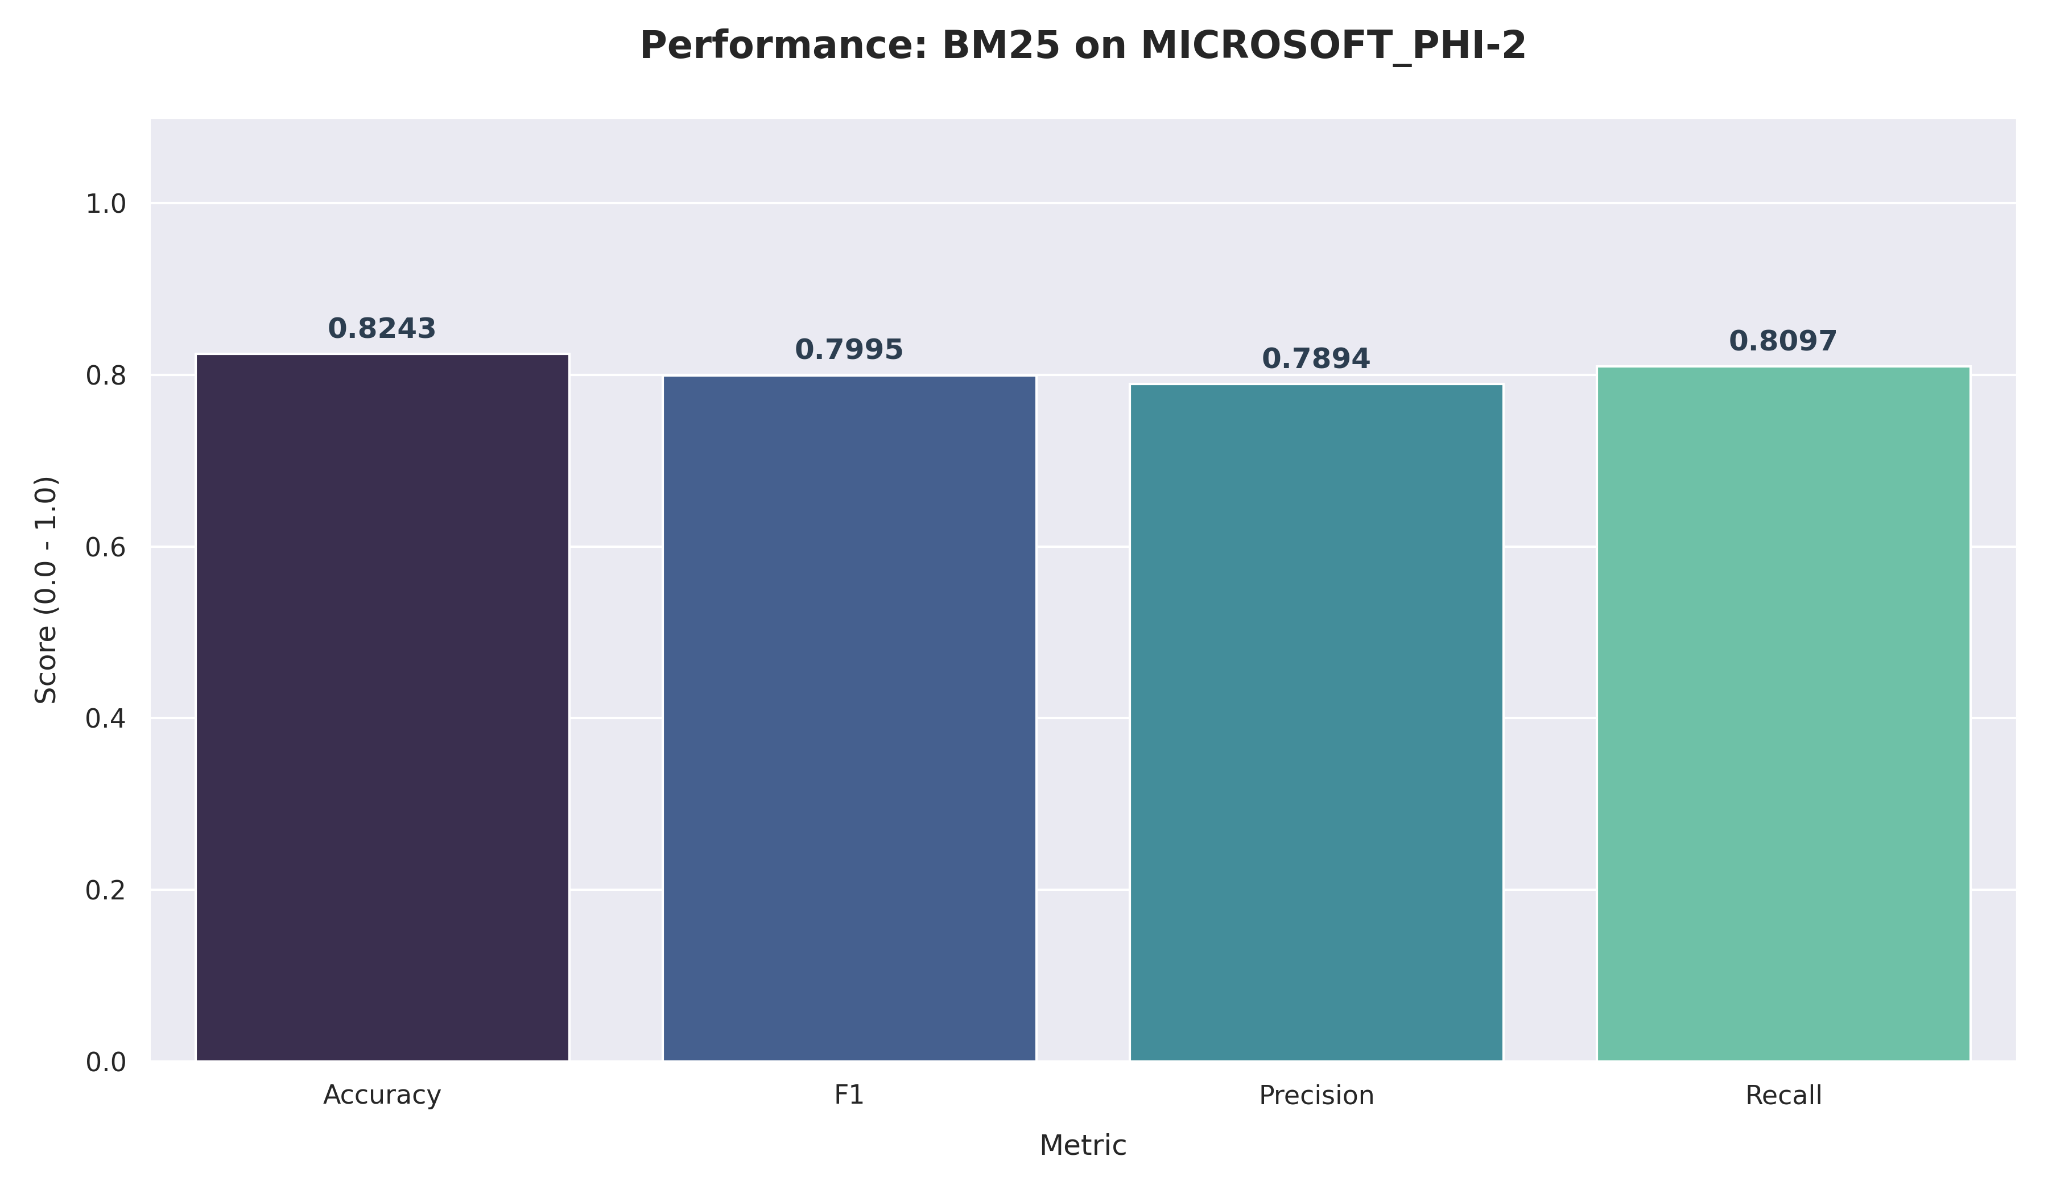 Performance: BM25 on MICROSOFT_PHI-2
Score (0.0 - 1.0)
1.0
0.8
0.6
0.4
0.2
0.0
0.8243
0.7995
0.7894
0.8097
Accuracy
F1
Precision
Recall
Metric